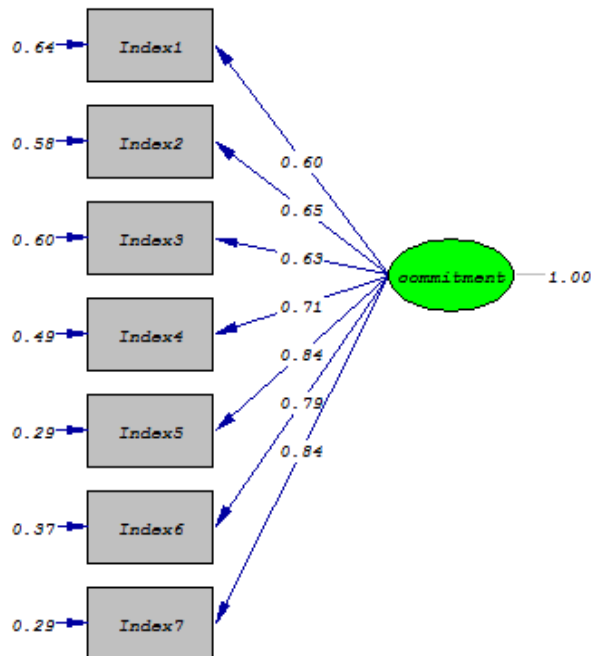 0.64 Index1
0.58 Index2
0.60
0.65
0.60 Index3
0.63
commitment 1.00
0.71
0.49 Index4
0.84
0.79
0.29 Index5
0.84
0.37 Index6
0.29 Index7